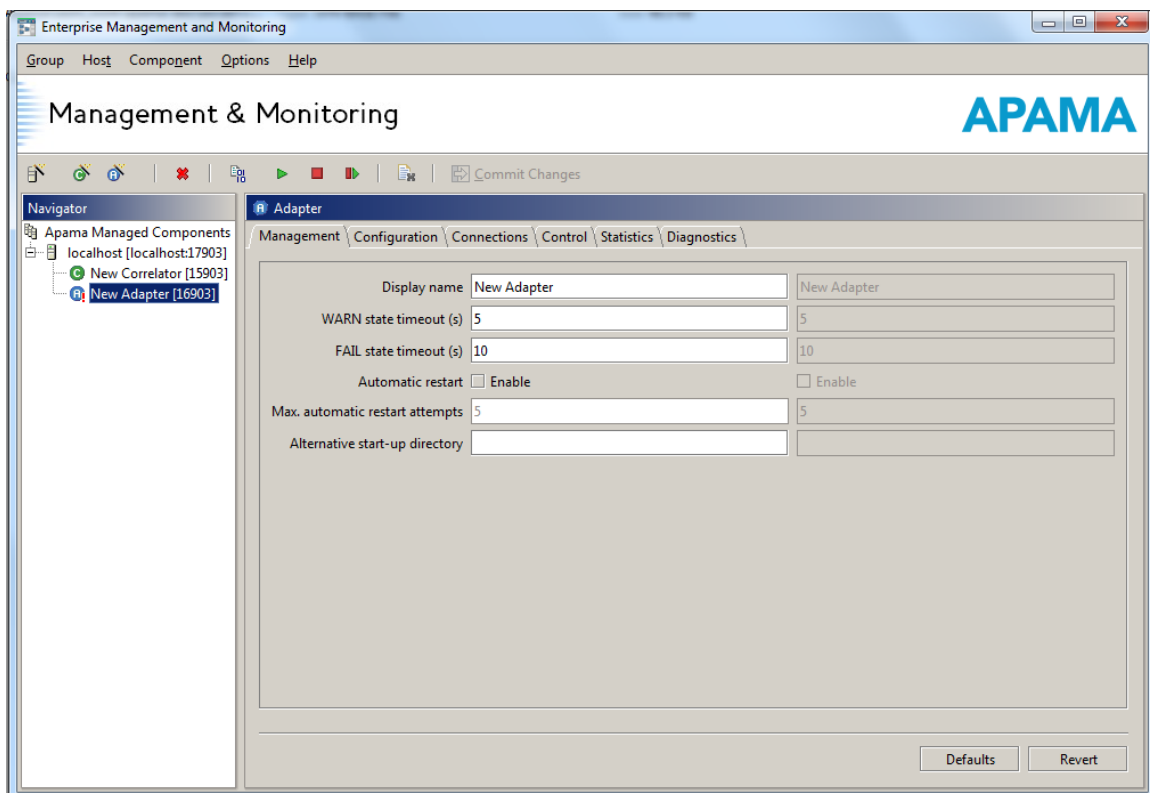 Enterprise Management and Monitoring
Group Host Component Options Help
Management & Monitoring
APAMA
Commit Changes
Navigator
Apama Managed Components
localhost [localhost:17903]
New Correlator [15903]
New Adapter [16903]
Adapter
Management Configuration Connections Control Statistics Diagnostics
Display name New Adapter New Adapter
WARN state timeout (s) 5 5
FAIL state timeout (s) 10 10
Automatic restart Enable Enable
Max. automatic restart attempts 5 5
Alternative start-up directory
Defaults Revert